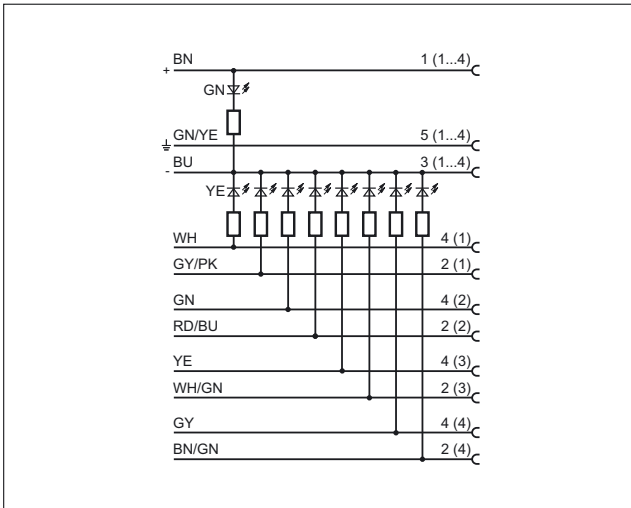 BN 1 (1...4)
+
GN
GN/YE 5 (1...4)
BU 3 (1...4)
-
YE
WH 4 (1)
GY/PK 2 (1)
GN 4 (2)
RD/BU 2 (2)
YE 4 (3)
WH/GN 2 (3)
GY 4 (4)
BN/GN 2 (4)